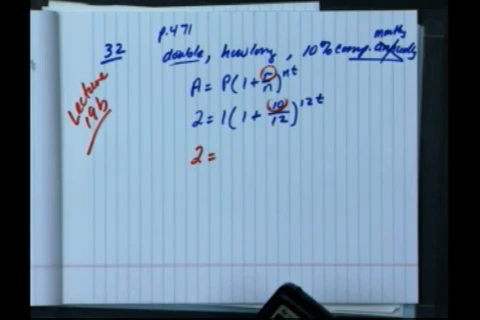 p.471
monthly
32 double, how long, 10% comp. annually
Lecture
19b
A = P(1 + r/n)^nt
2 = 1(1 + .10/12)^12t
2 =